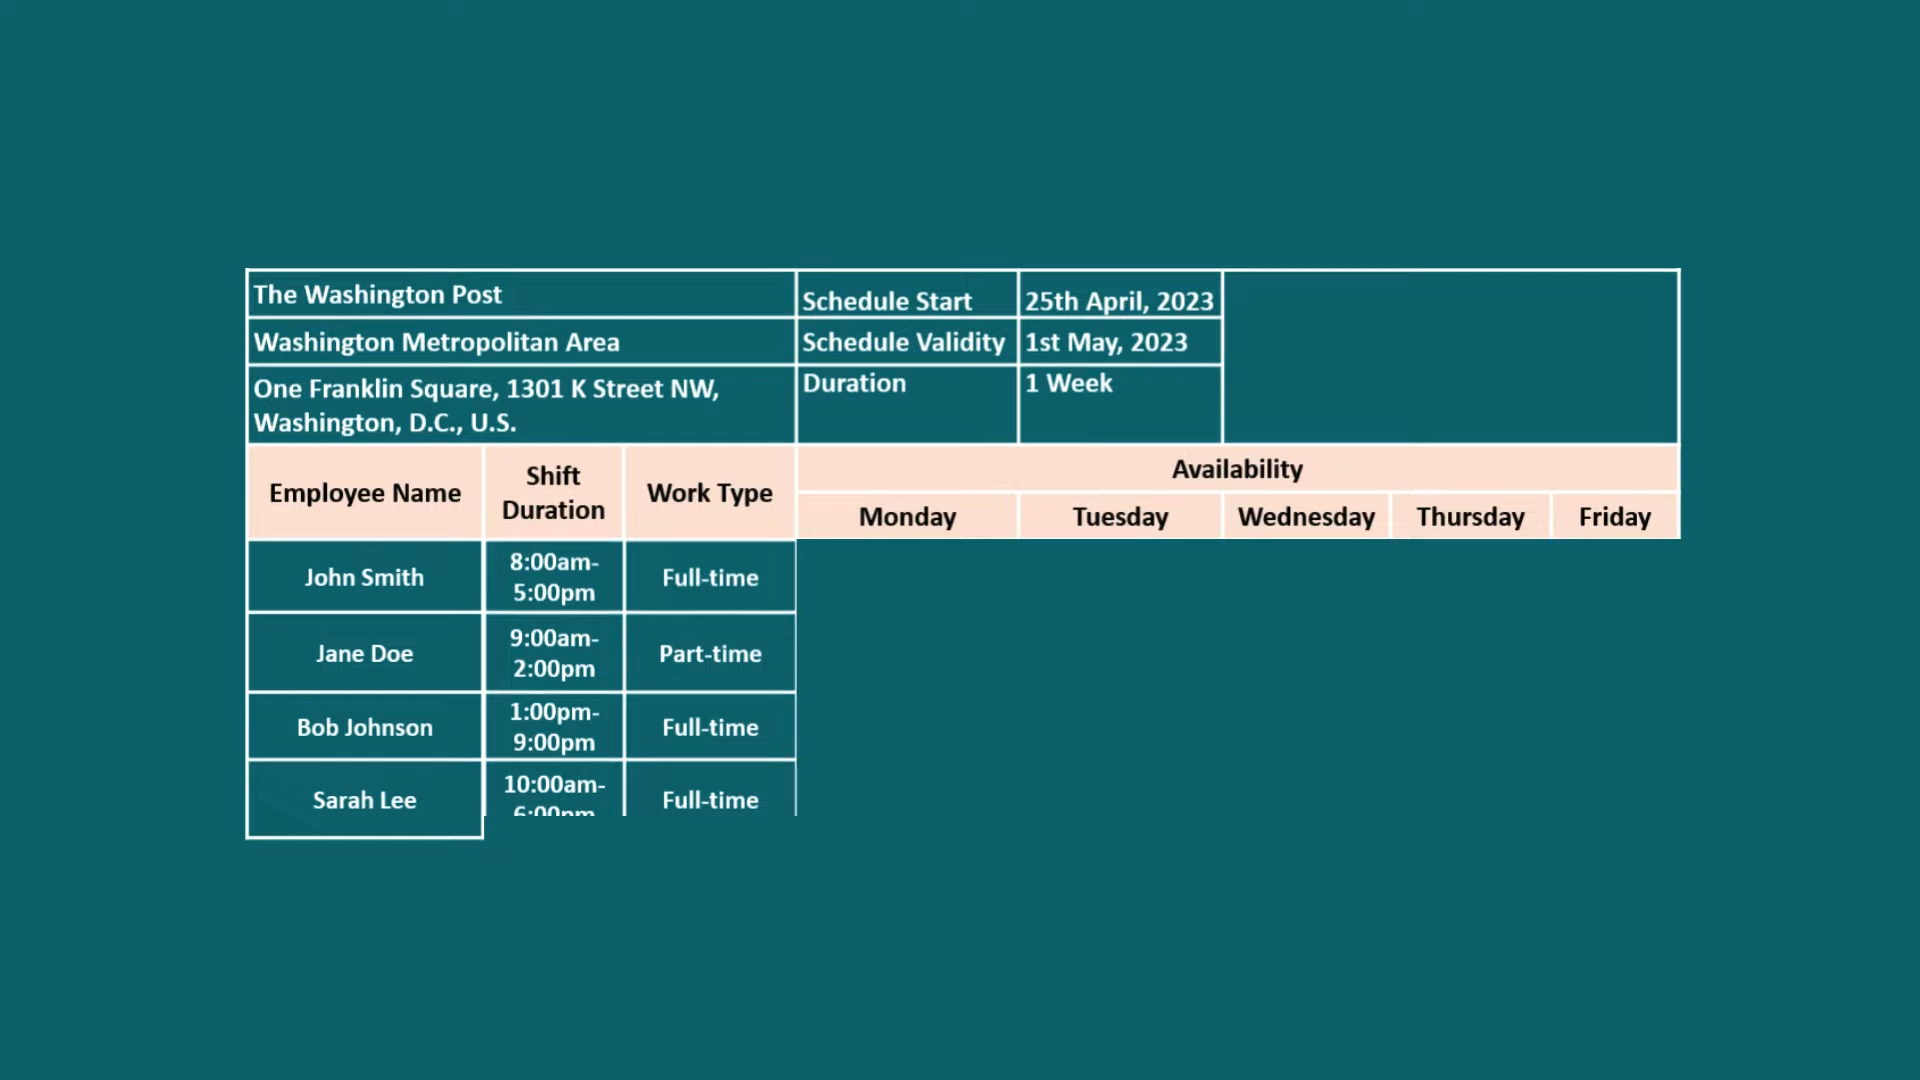 The Washington Post
Schedule Start
25th April, 2023
Washington Metropolitan Area
Schedule Validity
1st May, 2023
One Franklin Square, 1301 K Street NW,
Washington, D.C., U.S.
Duration
1 Week
Employee Name
Shift
Duration
Work Type
Availability
Monday
Tuesday
Wednesday
Thursday
Friday
John Smith
8:00am-
5:00pm
Full-time
Jane Doe
9:00am-
2:00pm
Part-time
Bob Johnson
1:00pm-
9:00pm
Full-time
Sarah Lee
10:00am-
6:00pm
Full-time